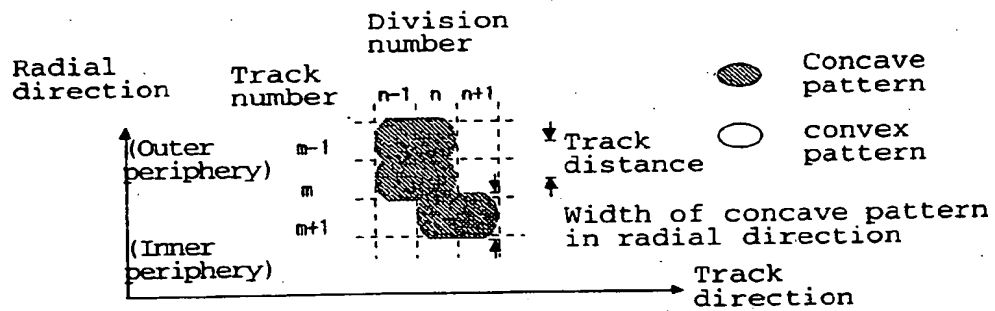 Division
number
Radial
direction
Track
number
n-1 n n+1
Concave
pattern
convex
pattern
(Outer
periphery)
m-1
m
m+1
Track
distance
Width of concave pattern
in radial direction
(Inner
periphery)
Track
direction